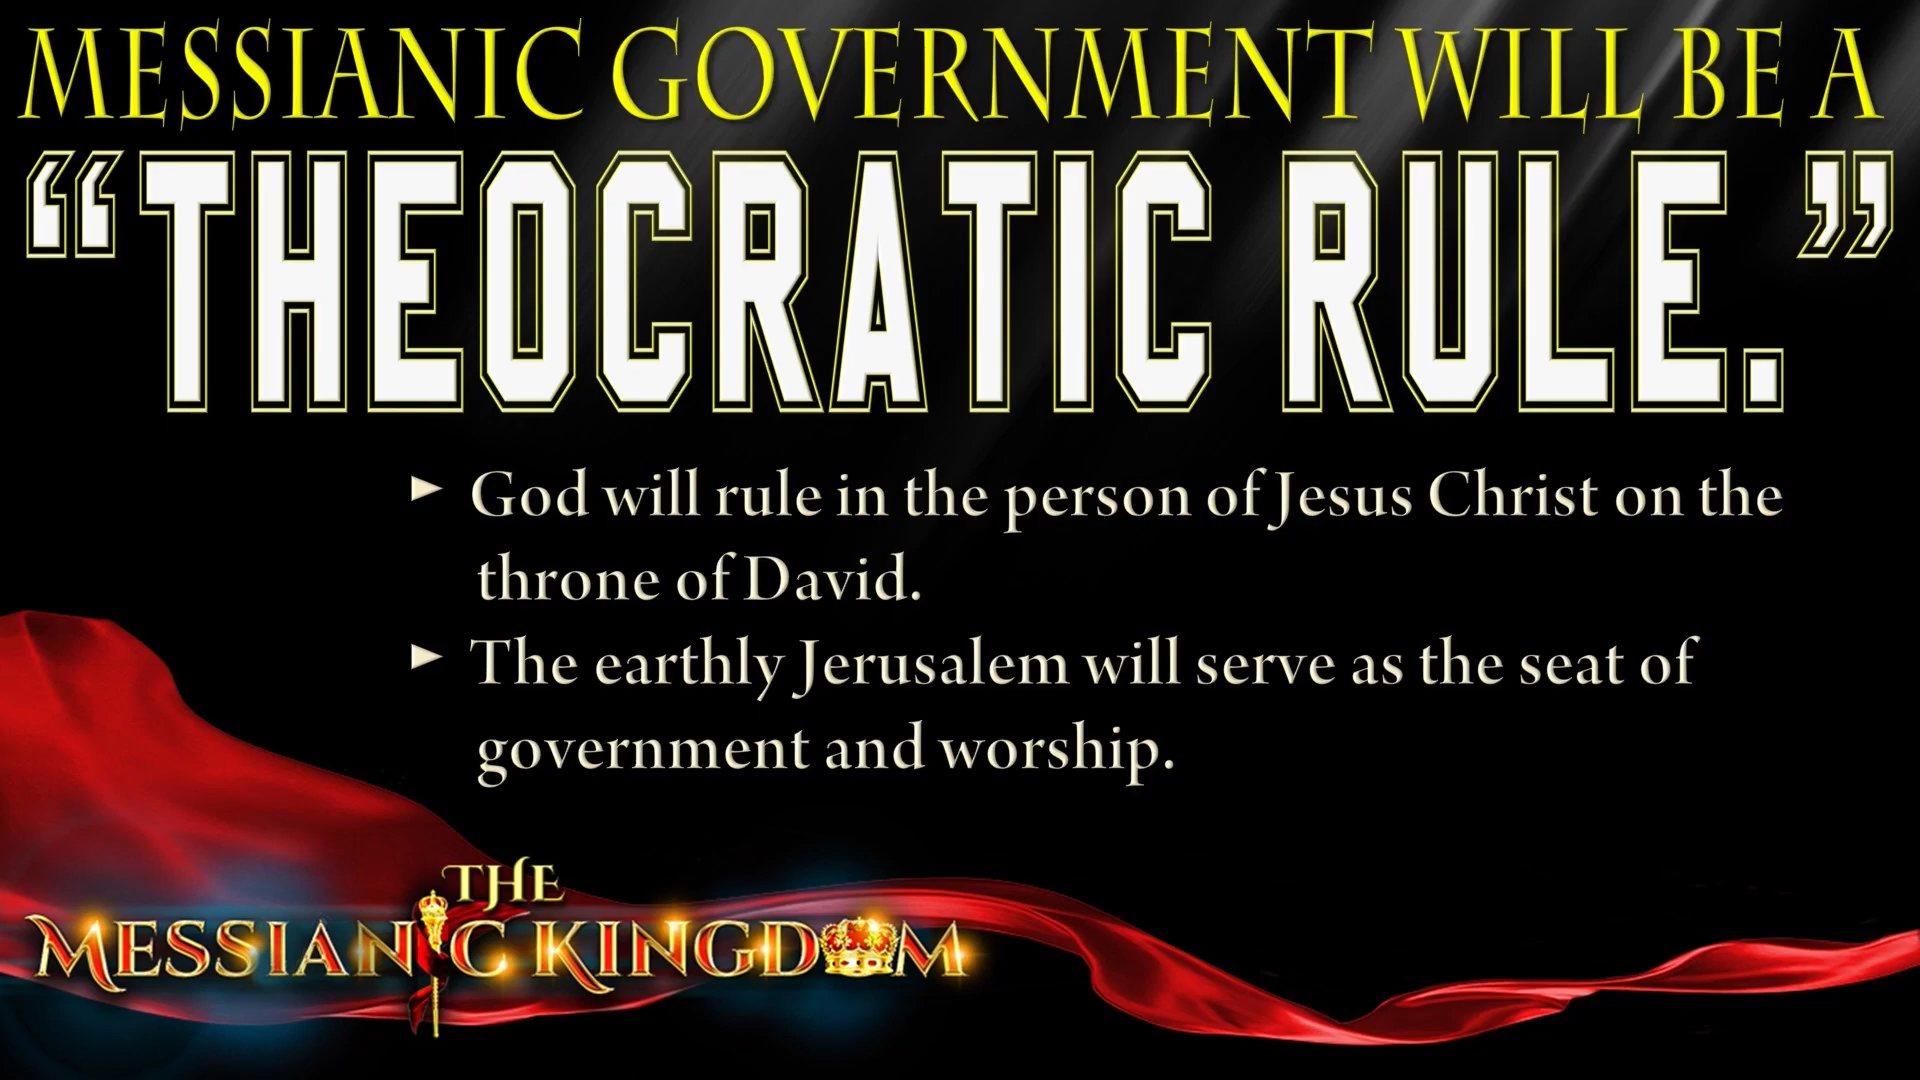 MESSIANIC GOVERNMENT WILL BE A
“THEOCRATIC RULE.”
► God will rule in the person of Jesus Christ on the
throne of David.
► The earthly Jerusalem will serve as the seat of
government and worship.
THE
MESSIANIC KINGDOM